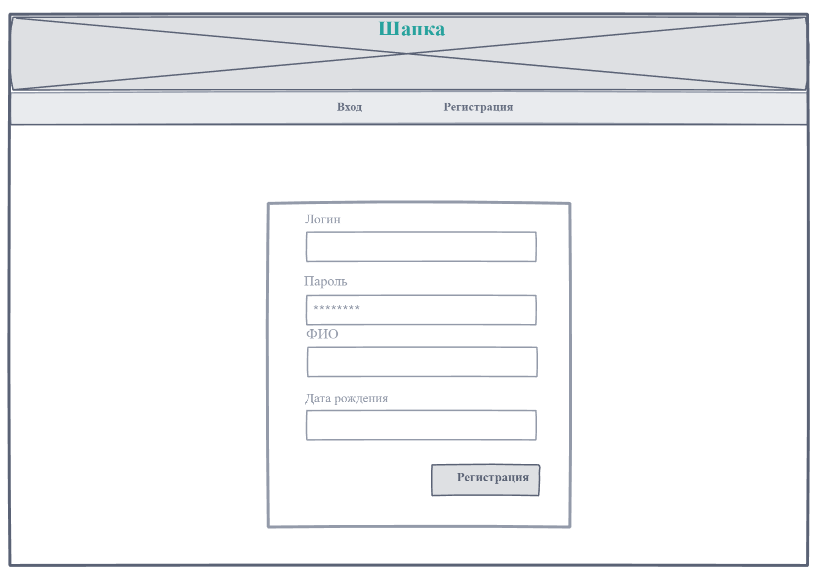 Шапка
Вход Регистрация
Логин
Пароль
********
ФИО
Дата рождения
Регистрация